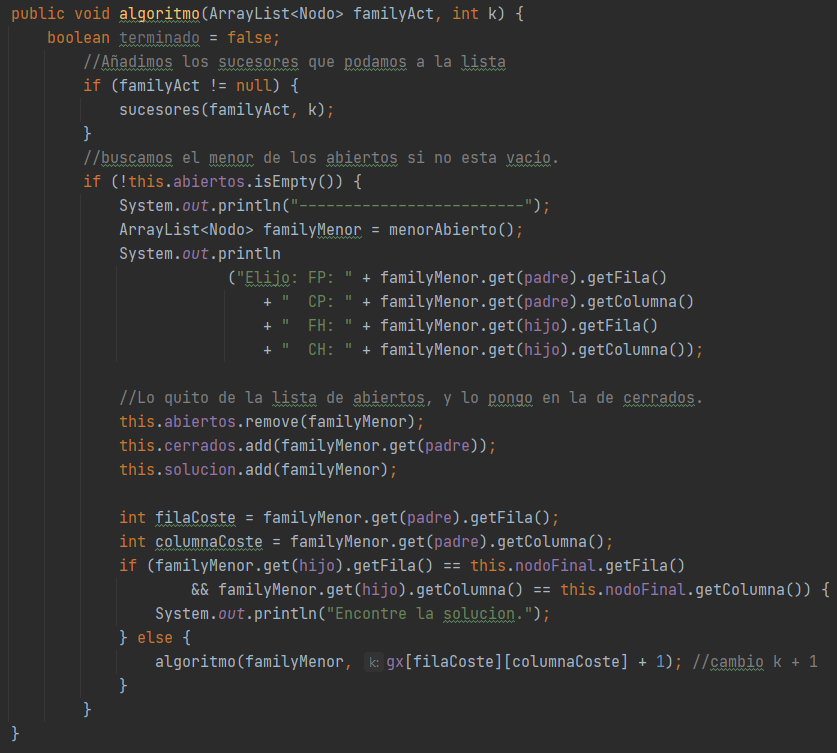 public void algoritmo(ArrayList<Nodo> familyAct, int k) {
    boolean terminado = false;
        //Añadimos los sucesores que podamos a la lista
        if (familyAct != null) {
            sucesores(familyAct, k);
        }
        //buscamos el menor de los abiertos si no esta vacío.
        if (!this.abiertos.isEmpty()) {
            System.out.println("-------------------------");
            ArrayList<Nodo> familyMenor = menorAbierto();
            System.out.println
                        ("Elijo: FP: " + familyMenor.get(padre).getFila()
                            + "  CP: " + familyMenor.get(padre).getColumna()
                            + "  FH: " + familyMenor.get(hijo).getFila()
                            + "  CH: " + familyMenor.get(hijo).getColumna());
            //Lo quito de la lista de abiertos, y lo pongo en la de cerrados.
            this.abiertos.remove(familyMenor);
            this.cerrados.add(familyMenor.get(padre));
            this.solucion.add(familyMenor);
            int filaCoste = familyMenor.get(padre).getFila();
            int columnaCoste = familyMenor.get(padre).getColumna();
            if (familyMenor.get(hijo).getFila() == this.nodoFinal.getFila()
                    && familyMenor.get(hijo).getColumna() == this.nodoFinal.getColumna()) {
                System.out.println("Encontre la solucion.");
            } else {
                algoritmo(familyMenor, k: gx[filaCoste][columnaCoste] + 1); //cambio k + 1
            }
        }
}